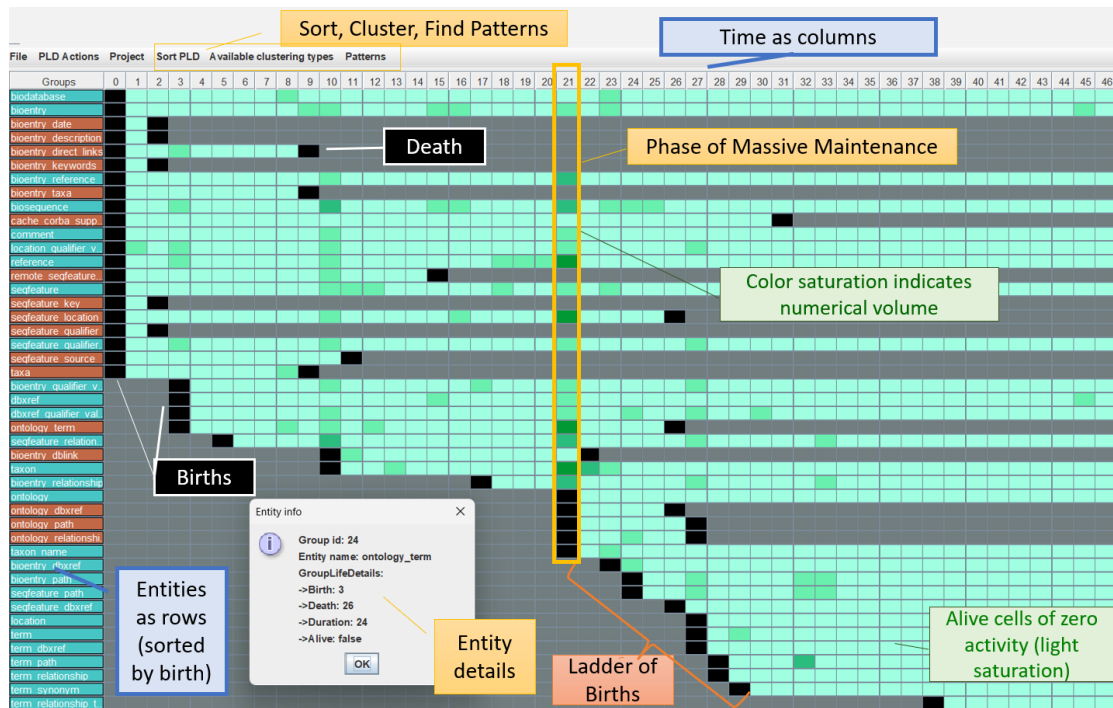 Sort, Cluster, Find Patterns
Time as columns
File PLD Actions Project Sort PLD Available clustering types Patterns
Groups 0 1 2 3 4 5 6 7 8 9 10 11 12 13 14 15 16 17 18 19 20 21 22 23 24 25 26 27 28 29 30 31 32 33 34 35 36 37 38 39 40 41 42 43 44 45 46
biodatabase
bioentry
bioentry_date
bioentry_description
bioentry_direct_links
bioentry_keywords
bioentry_reference
bioentry_taxa
biosequence
cache_corba_supp...
comment
location_qualifier_v...
reference
remote_seqfeature...
seqfeature
seqfeature_key
seqfeature_location
seqfeature_qualifier
seqfeature_qualifier...
seqfeature_source
taxa
bioentry_qualifier_v...
dbxref
dbxref_qualifier_val...
ontology_term
seqfeature_relation...
bioentry_dblink
taxon
bioentry_relationship
ontology
ontology_dbxref
ontology_path
ontology_relationshi...
taxon_name
bioentry_dbxref
bioentry_path
seqfeature_path
seqfeature_dbxref
location
term
term_dbxref
term_path
term_relationship
term_synonym
term_relationship_t...
Death
Phase of Massive Maintenance
Color saturation indicates
numerical volume
Births
Entity info
Group id: 24
Entity name: ontology_term
GroupLifeDetails:
->Birth: 3
->Death: 26
->Duration: 24
->Alive: false
OK
Entities
as rows
(sorted
by birth)
Entity
details
Ladder of
Births
Alive cells of zero
activity (light
saturation)